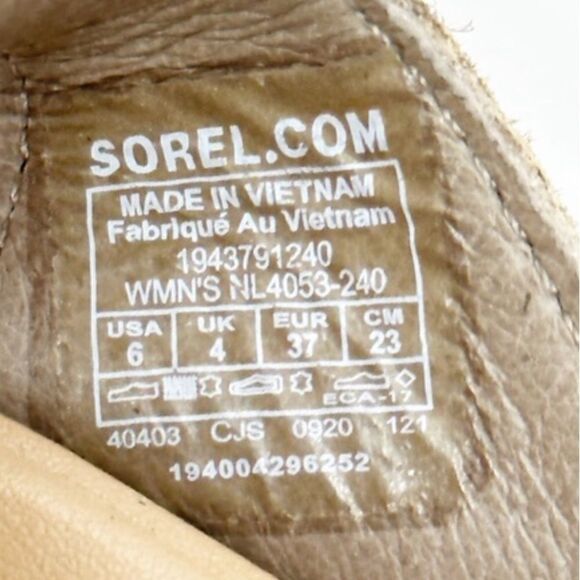 SOREL.COM
MADE IN VIETNAM
Fabriqué Au Vietnam
1943791240
WMN'S NL4053-240
USA UK EUR CM
6 4 37 23
ECA-17
40403 CJS 0920 121
194004296252